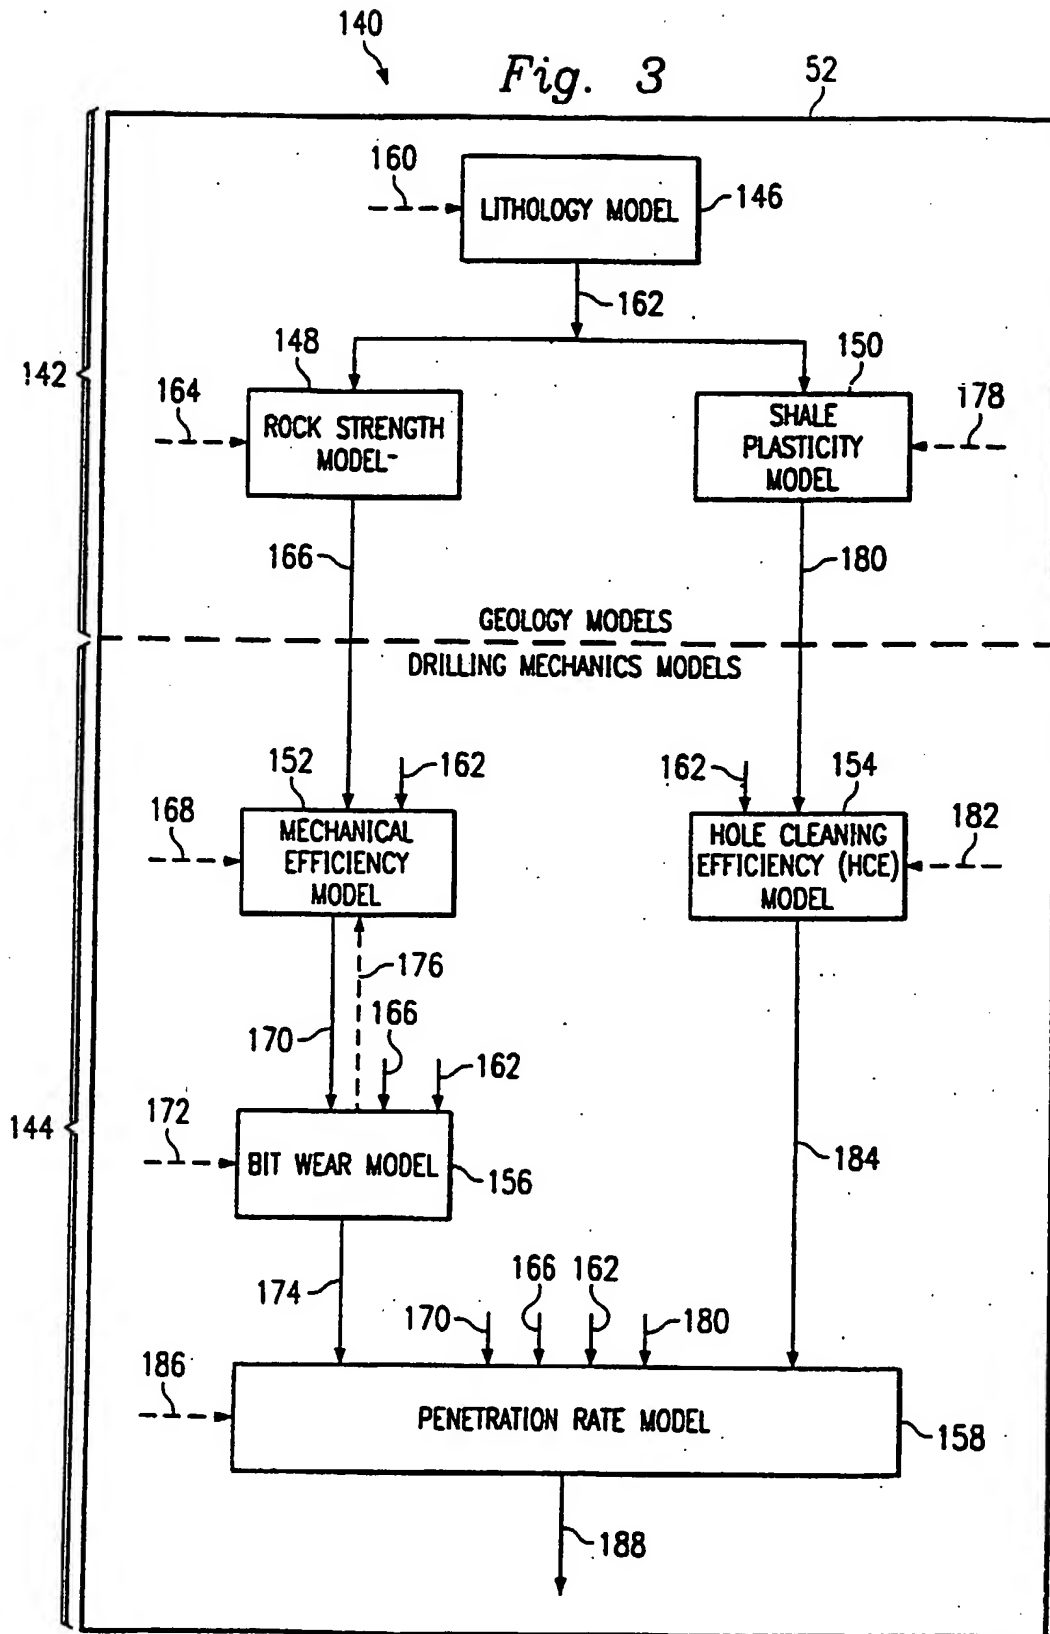 140
Fig. 3
52
160
LITHOLOGY MODEL
146
162
142
148
150
164
178
ROCK STRENGTH
MODEL
SHALE
PLASTICITY
MODEL
166
180
GEOLOGY MODELS
DRILLING MECHANICS MODELS
152
162
162
154
168
182
MECHANICAL
EFFICIENCY
MODEL
HOLE CLEANING
EFFICIENCY (HCE)
MODEL
176
170
166
162
144
172
BIT WEAR MODEL
156
184
174
170
166
162
180
186
PENETRATION RATE MODEL
158
188